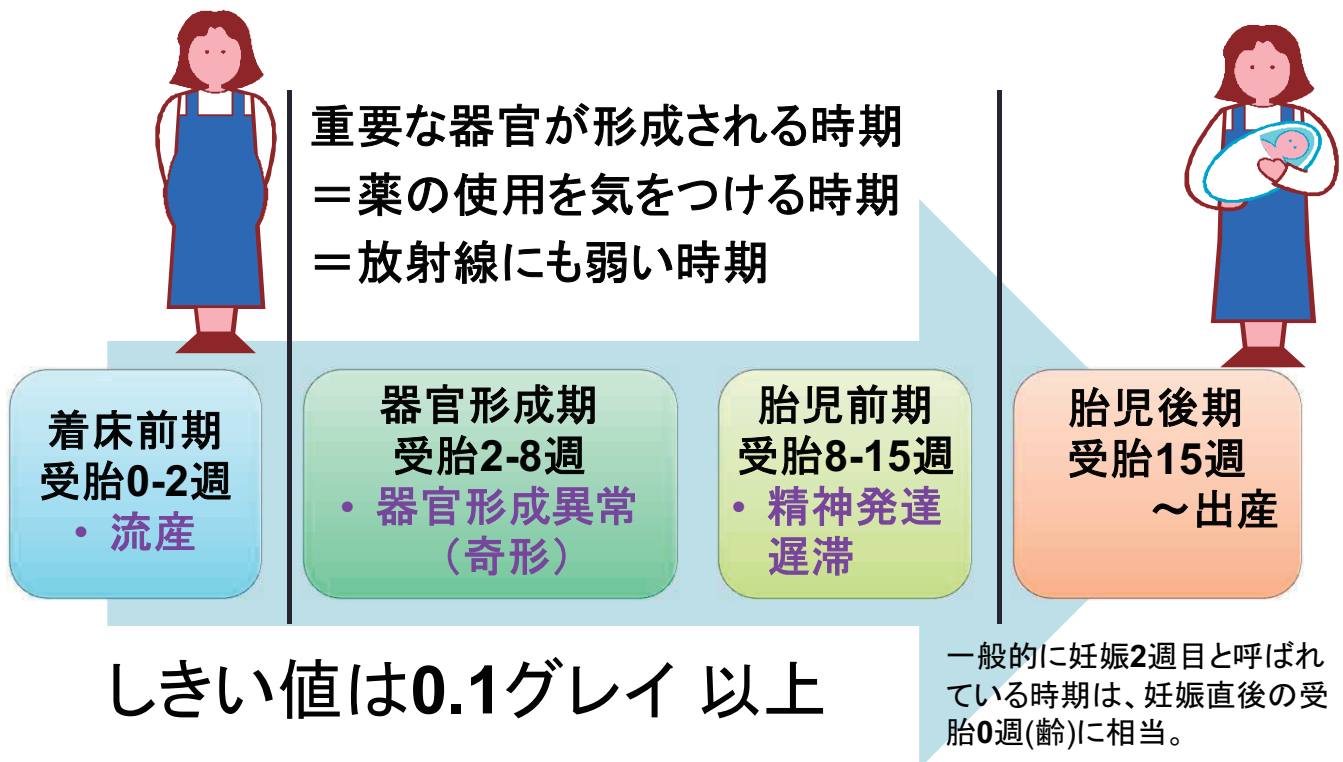 重要な器官が形成される時期
＝薬の使用を気をつける時期
＝放射線にも弱い時期
着床前期
受胎0-2週
・流産
器官形成期
受胎2-8週
・器官形成異常
（奇形）
胎児前期
受胎8-15週
・精神発達
遅滞
胎児後期
受胎15週
～出産
しきい値は0.1グレイ 以上
一般的に妊娠2週目と呼ばれ
ている時期は、妊娠直後の受
胎0週(齢)に相当。